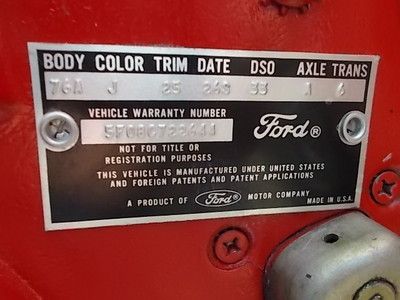 BODY COLOR TRIM DATE DSO AXLE TRANS
76A J 25 24S 33 A 6
VEHICLE WARRANTY NUMBER
Ford®
NOT FOR TITLE OR
REGISTRATION PURPOSES
THIS VEHICLE IS MANUFACTURED UNDER UNITED STATES
AND FOREIGN PATENTS AND PATENT APPLICATIONS
A PRODUCT OF Ford MOTOR COMPANY MADE IN U.S.A.